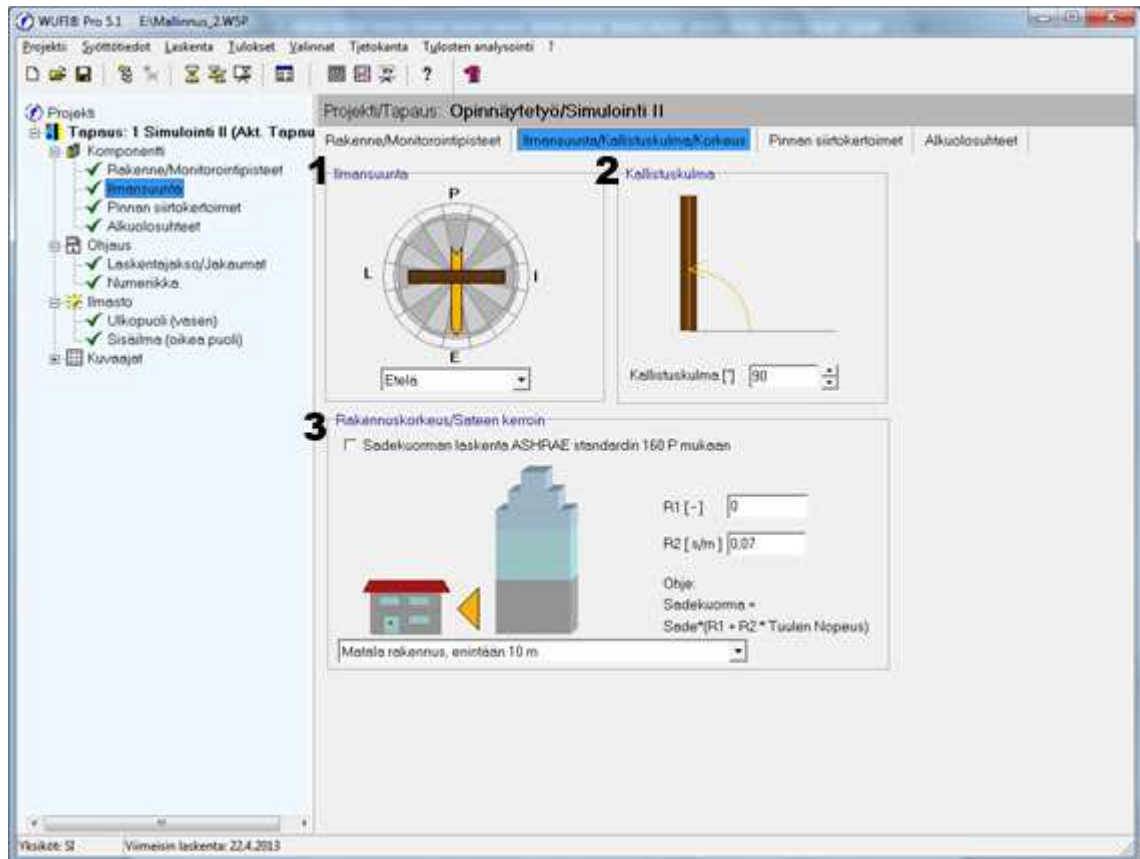 WUFI® Pro 5.1 E:\Mallinnus_2.W5P
Projekti Syöttötiedot Laskenta Tulokset Valinnat Tietokanta Tulosten analysointi ?
?
1
Projekti
Tapaus: 1 Simulointi II (Akt. Tapau
Komponentti
Rakenne/Monitorointipisteet
Ilmansuunta
Pinnan siirtokertoimet
Alkuolosuhteet
Ohjaus
Laskentajakso/Jakaumat
Numeriikka
Ilmasto
Ulkopuoli (vasen)
Sisäilma (oikea puoli)
Kuvaajat
Projekti/Tapaus: Opinnäytetyö/Simulointi II
Rakenne/Monitorointipisteet Ilmansuunta/Kallistuskulma/Korkeus Pinnan siirtokertoimet Alkuolosuhteet
1 Ilmansuunta
P
L I
E
Etelä
2 Kallistuskulma
Kallistuskulma [°] 90
3 Rakennuskorkeus/Sateen kerroin
Sadekuorman laskenta ASHRAE standardin 160 P mukaan
R1 [ - ] 0
R2 [ s/m ] 0,07
Ohje:
Sadekuorma =
Sade*(R1 + R2 * Tuulen Nopeus)
Matala rakennus, enintään 10 m
Yksiköt: SI Viimeisin laskenta: 22.4.2013